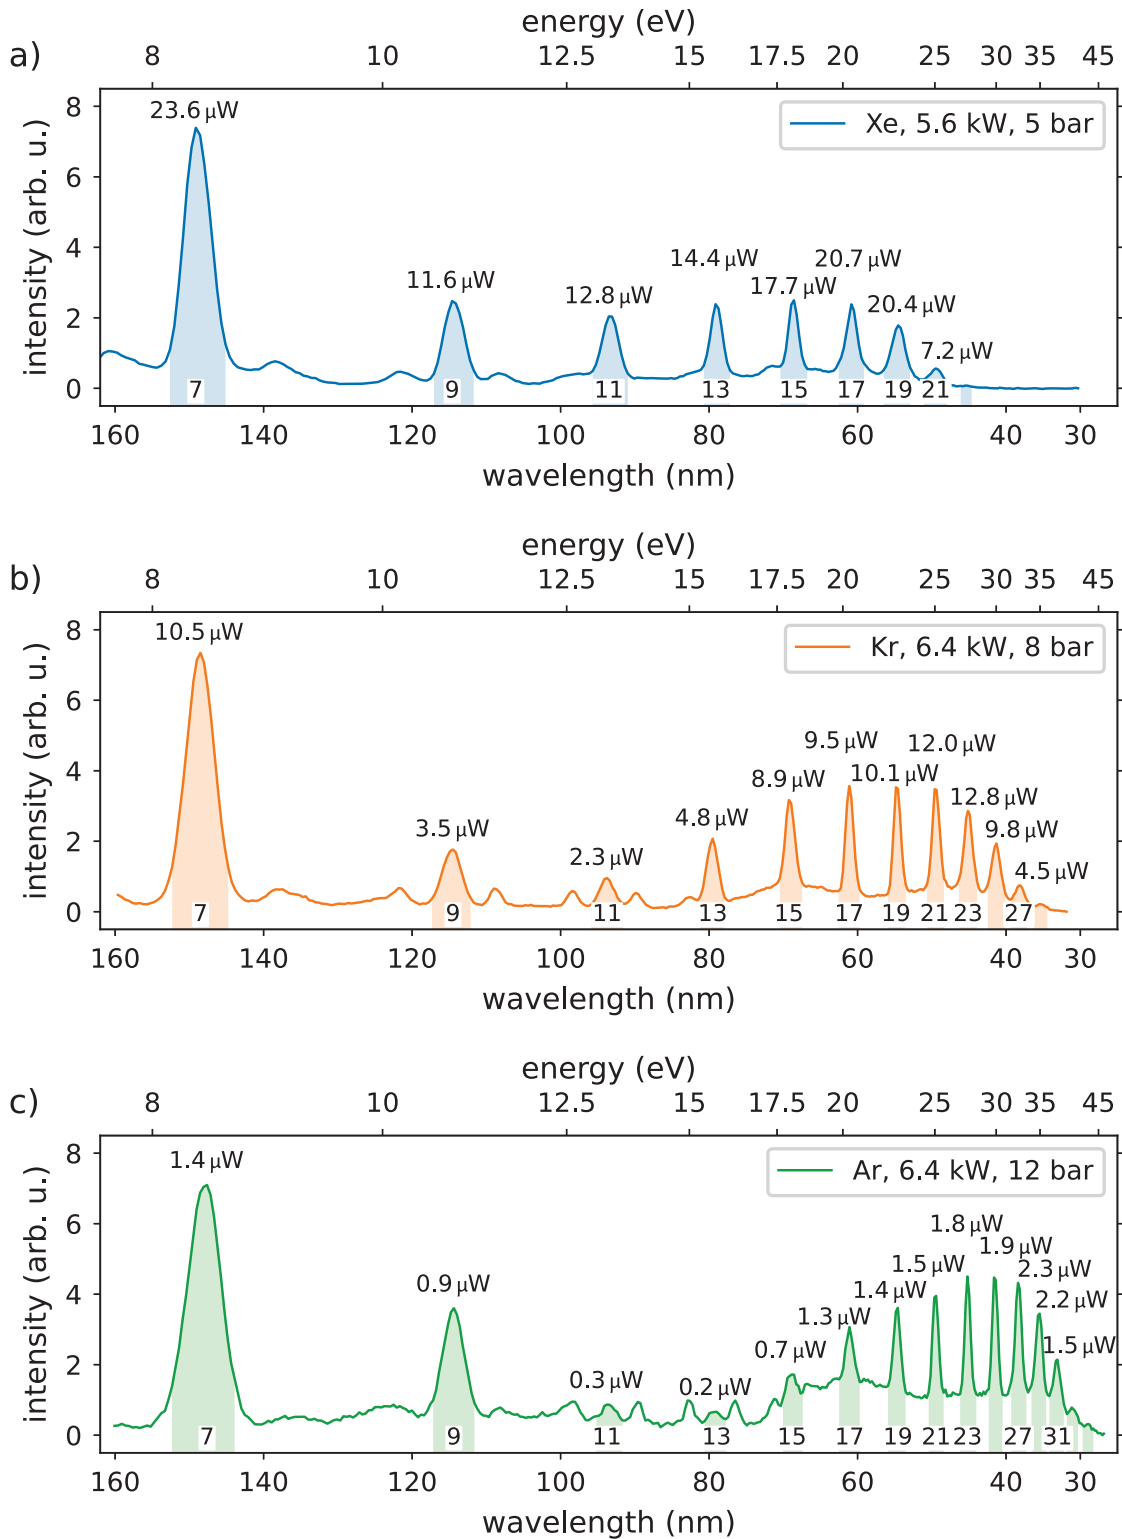 energy (eV)
a)
8 10 12.5 15 17.5 20 25 30 35 45
23.6 µW
Xe, 5.6 kW, 5 bar
14.4 µW 20.7 µW
11.6 µW 12.8 µW 17.7 µW 20.4 µW
7.2 µW
intensity (arb. u.)
8
6
4
2
0
7 9 11 13 15 17 19 21
160 140 120 100 80 60 40 30
wavelength (nm)
energy (eV)
b)
8 10 12.5 15 17.5 20 25 30 35 45
10.5 µW
Kr, 6.4 kW, 8 bar
9.5 µW 12.0 µW
8.9 µW 10.1 µW
12.8 µW
3.5 µW 4.8 µW 9.8 µW
2.3 µW 4.5 µW
intensity (arb. u.)
8
6
4
2
0
7 9 11 13 15 17 19 21 23 27
160 140 120 100 80 60 40 30
wavelength (nm)
energy (eV)
c)
8 10 12.5 15 17.5 20 25 30 35 45
1.4 µW
Ar, 6.4 kW, 12 bar
1.8 µW
1.9 µW
1.5 µW 2.3 µW
0.9 µW 1.4 µW 2.2 µW
1.3 µW
0.7 µW 1.5 µW
0.3 µW 0.2 µW
intensity (arb. u.)
8
6
4
2
0
7 9 11 13 15 17 19 21 23 27 31
160 140 120 100 80 60 40 30
wavelength (nm)